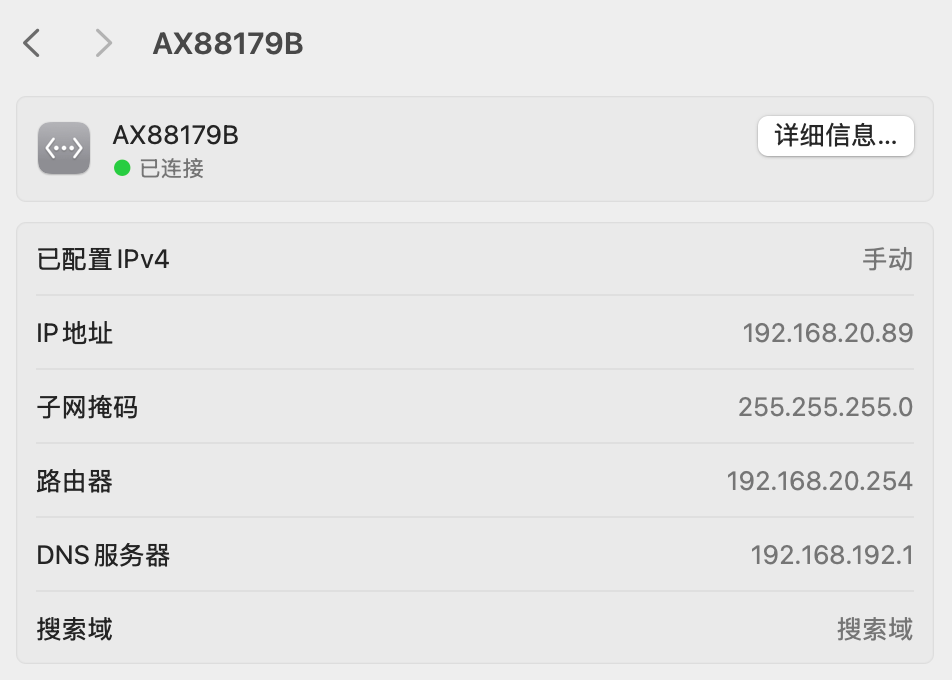 AX88179B
AX88179B
详细信息...
已连接
已配置 IPv4 手动
IP 地址 192.168.20.89
子网掩码 255.255.255.0
路由器 192.168.20.254
DNS 服务器 192.168.192.1
搜索域 搜索域